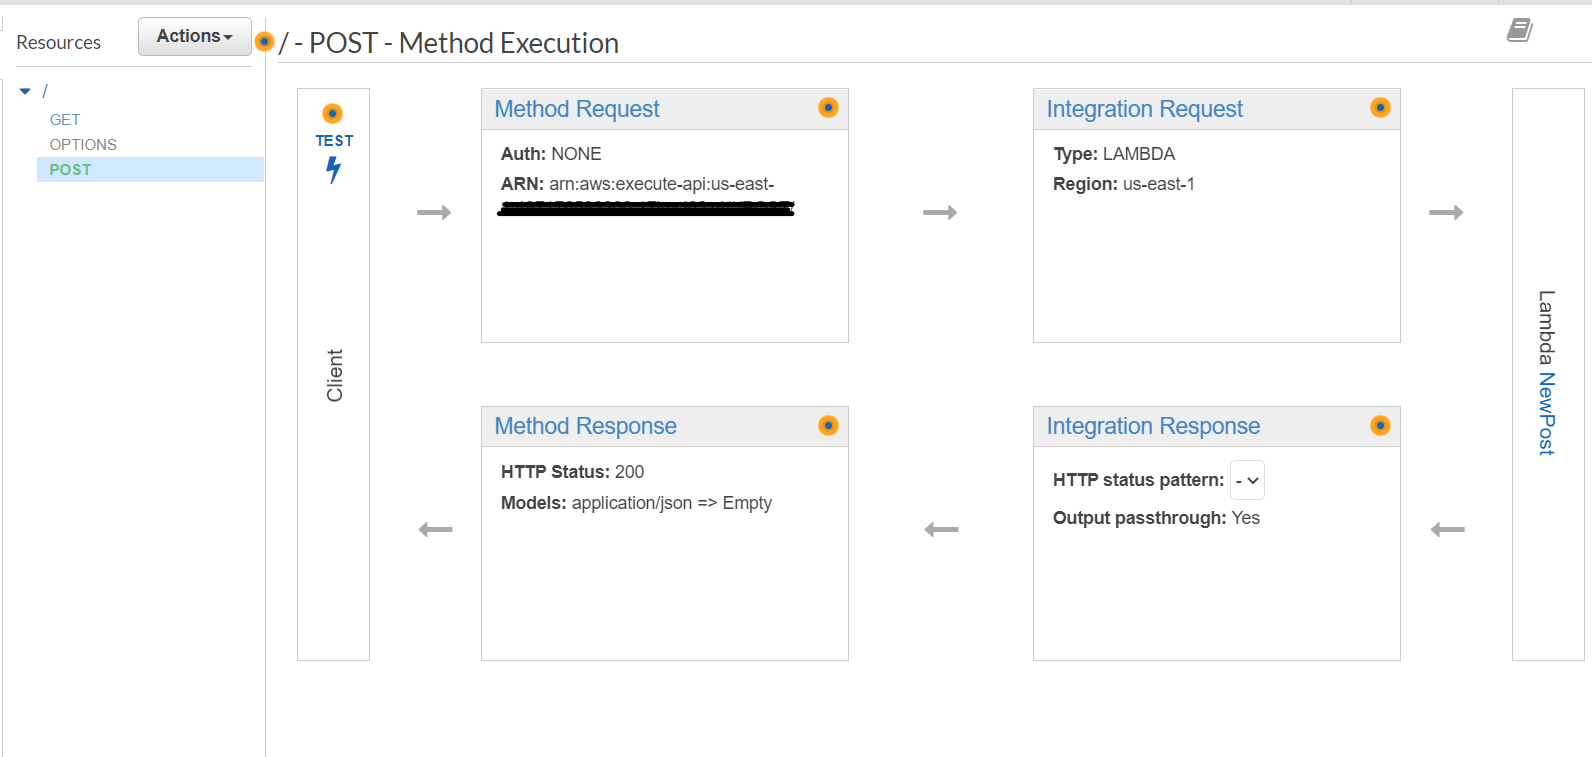 Resources
Actions
/ - POST - Method Execution
/
GET
OPTIONS
POST
TEST
Client
Method Request
Auth: NONE
ARN: arn:aws:execute-api:us-east-
Integration Request
Type: LAMBDA
Region: us-east-1
Lambda NewPost
Method Response
HTTP Status: 200
Models: application/json => Empty
Integration Response
HTTP status pattern: -
Output passthrough: Yes